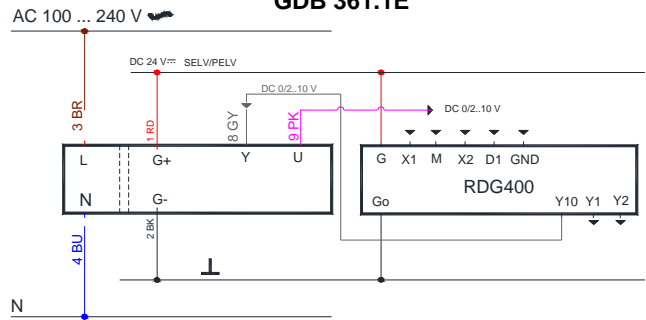 GDB 361.1E
AC 100 ... 240 V
DC 24 V SELV/PELV
DC 0/2..10 V
DC 0/2..10 V
3 BR
1 RD
8 GY
9 PK
L G+ Y U
G X1 M X2 D1 GND
RDG400
N G-
Go Y10 Y1 Y2
2 BK
4 BU
N